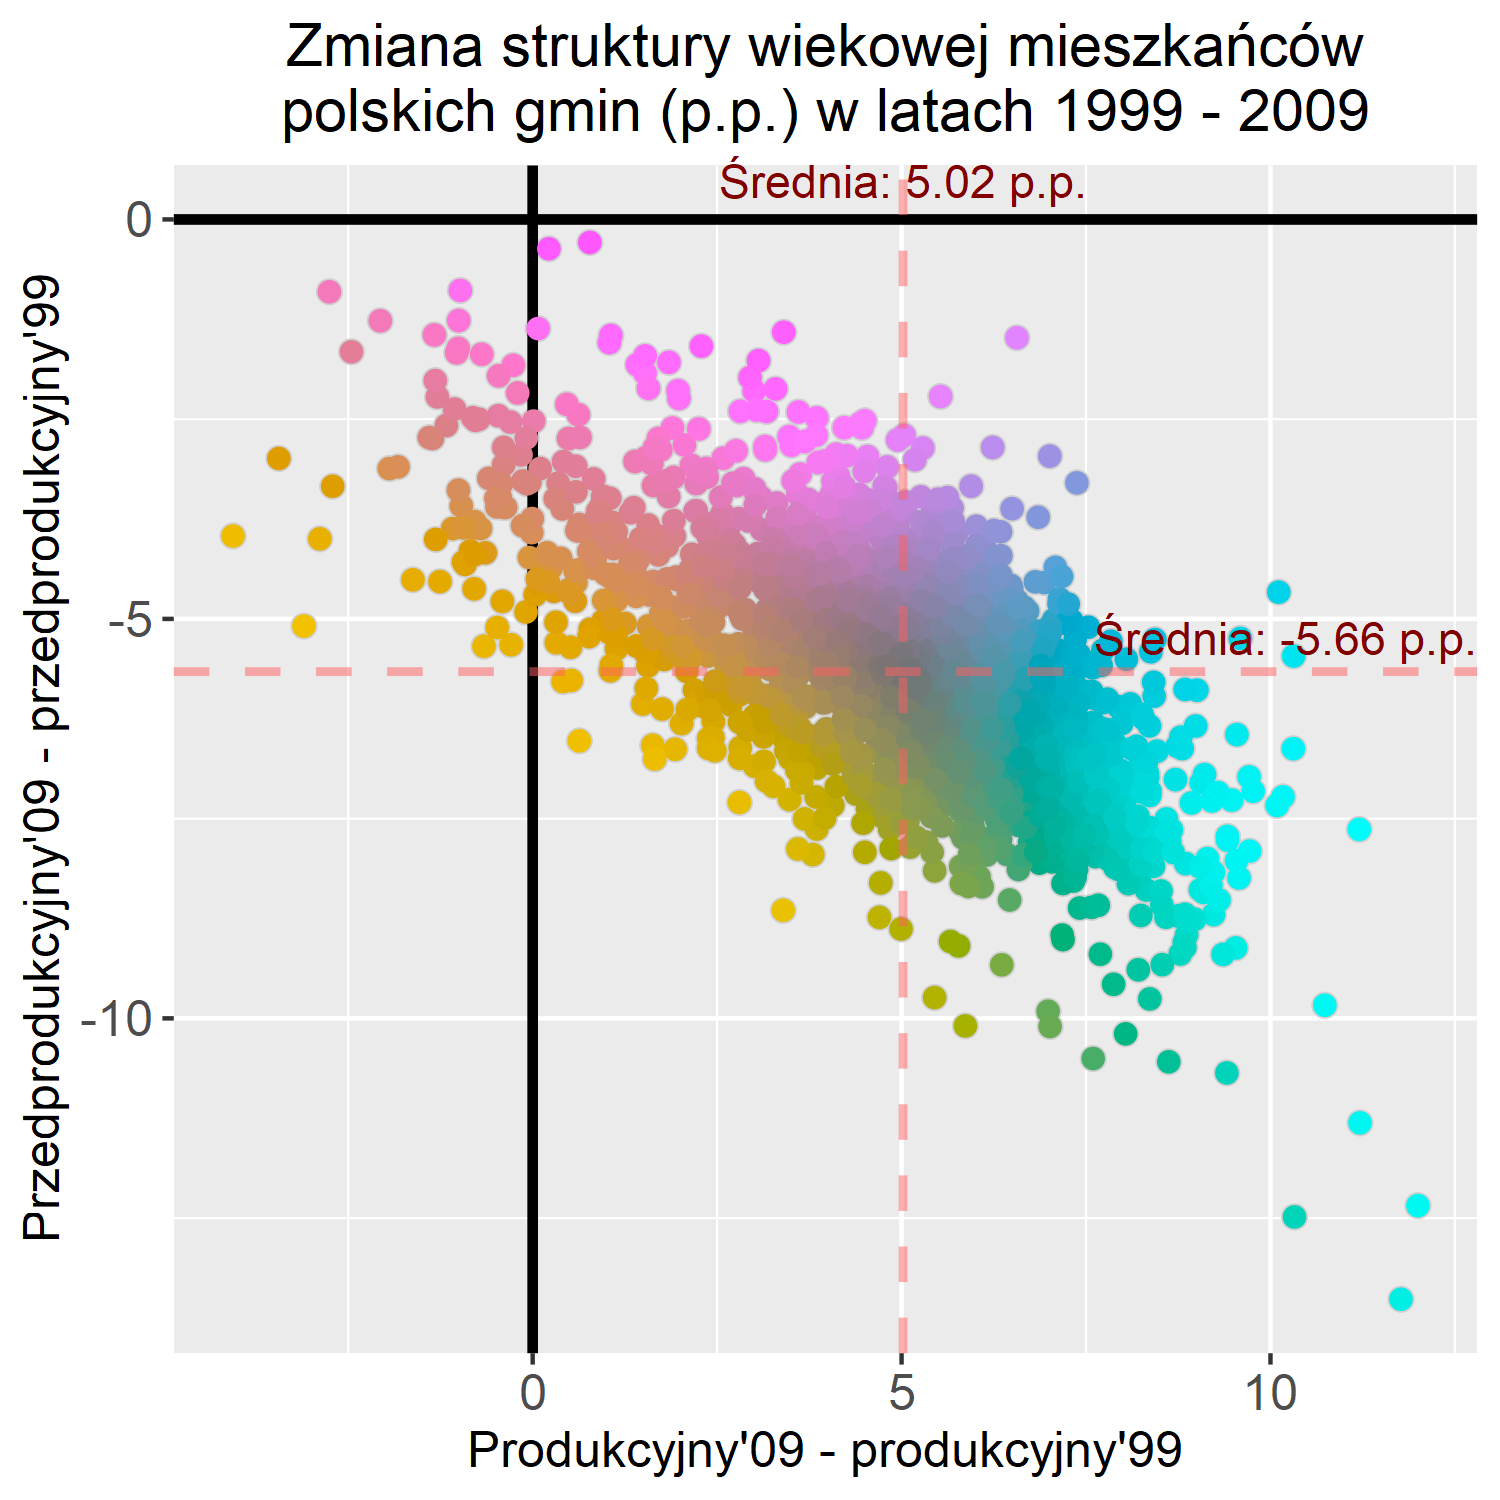 Zmiana struktury wiekowej mieszkańców
polskich gmin (p.p.) w latach 1999 - 2009
Średnia: 5.02 p.p.
0
Średnia: -5.66 p.p.
-5
-10
Przedprodukcyjny'09 - przedprodukcyjny'99
0
5
10
Produkcyjny'09 - produkcyjny'99